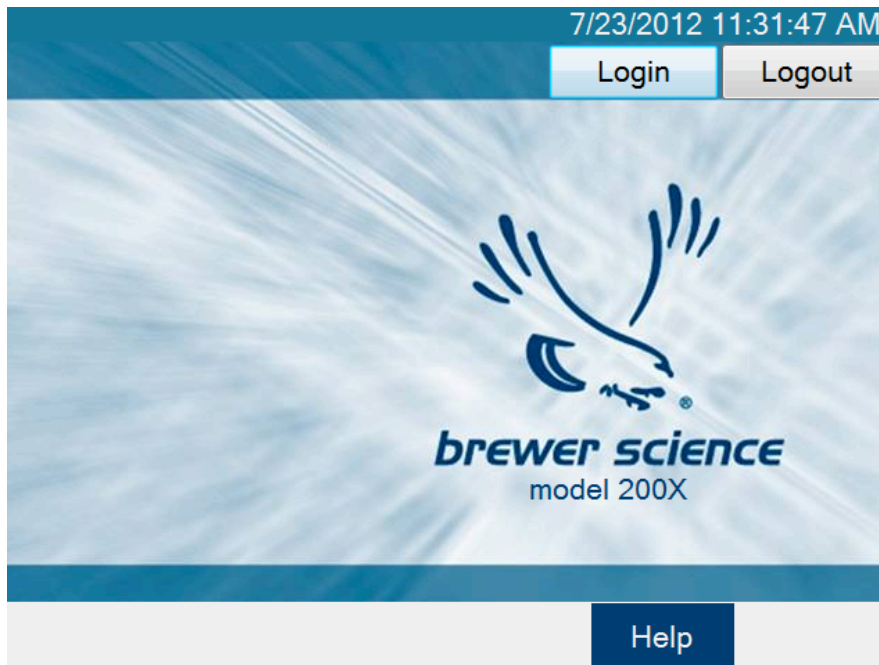 7/23/2012 11:31:47 AM
Login Logout
®
brewer science
model 200X
Help